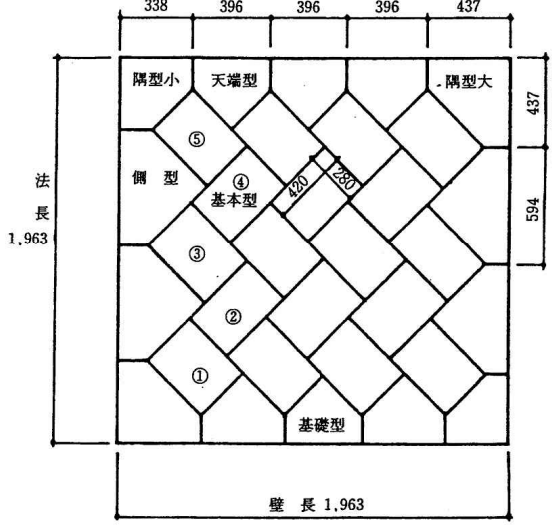 338 396 396 396 437
隅型小 天端型 隅型大
437
⑤
側型 ④ 420 280
基本型
594
法長
1,963
③
②
①
基礎型
壁長 1,963